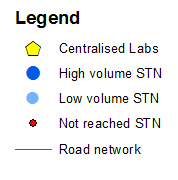 Legend
Centralised Labs
High volume STN
Low volume STN
Not reached STN
Road network